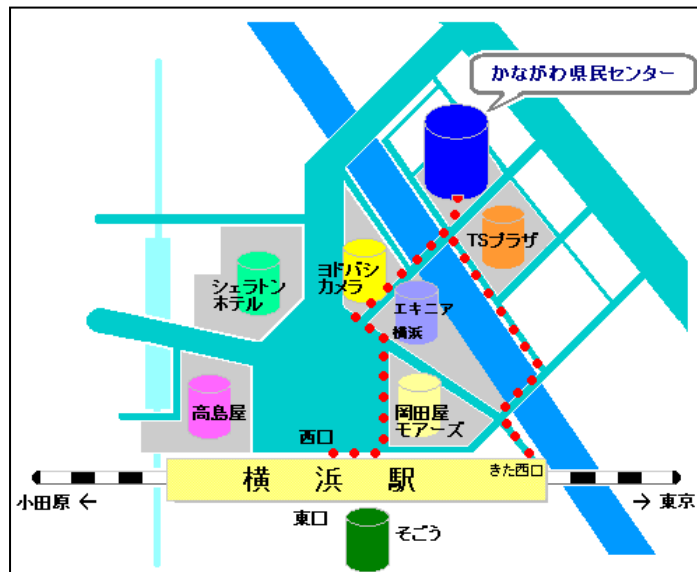 かながわ県民センター
TSプラザ
ヨドバシ
カメラ
シェラトン
ホテル
エキニア
横浜
高島屋
岡田屋
モアーズ
西口
きた西口
横浜駅
小田原 ←
→ 東京
東口
そごう